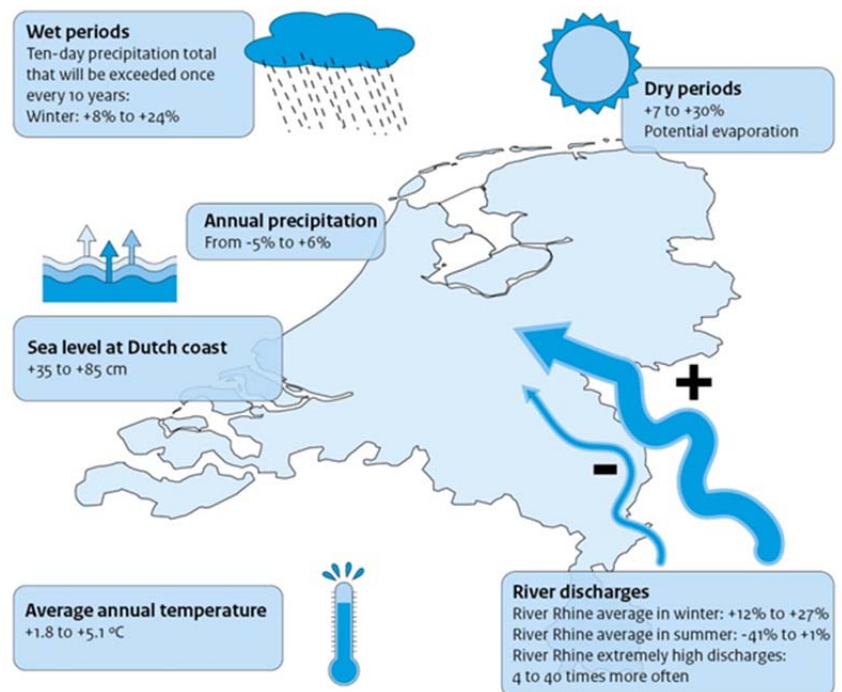 Wet periods
Ten-day precipitation total
that will be exceeded once
every 10 years:
Winter: +8% to +24%
Dry periods
+7 to +30%
Potential evaporation
Annual precipitation
From -5% to +6%
Sea level at Dutch coast
+35 to +85 cm
+
-
Average annual temperature
+1.8 to +5.1 ºC
River discharges
River Rhine average in winter: +12% to +27%
River Rhine average in summer: -41% to +1%
River Rhine extremely high discharges:
4 to 40 times more often